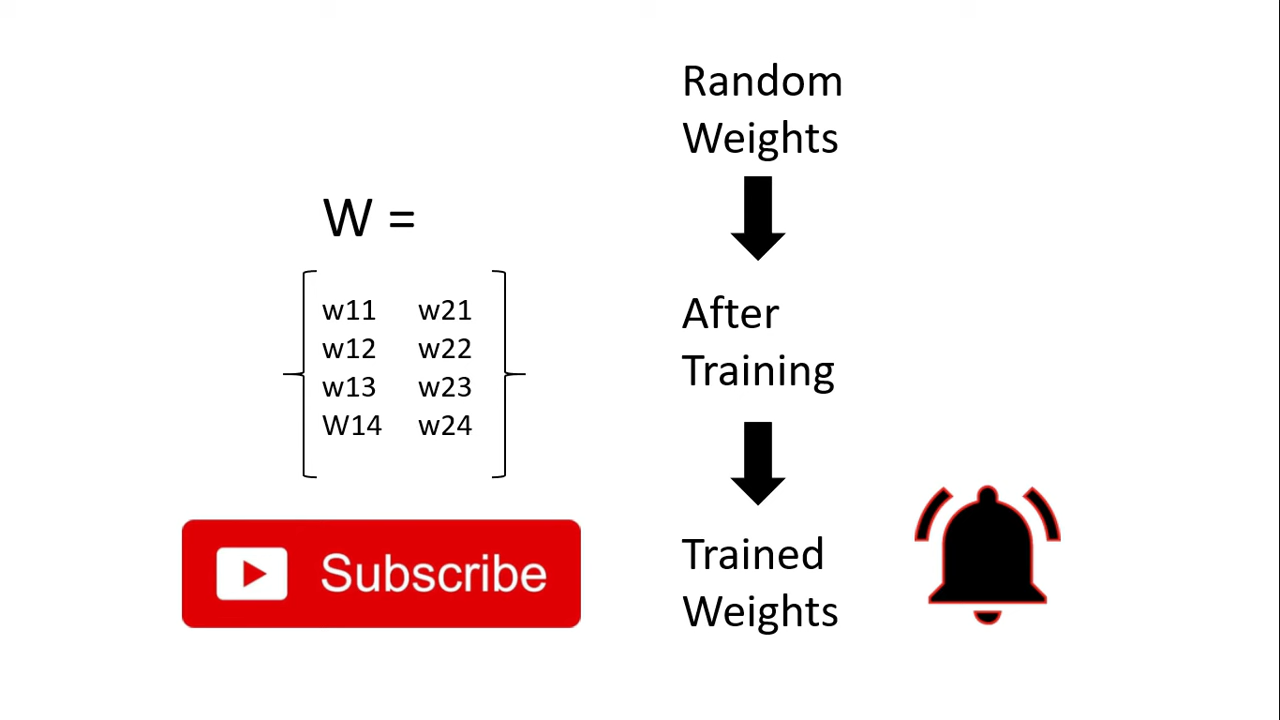 W =
w11 w21
w12 w22
w13 w23
W14 w24
Subscribe
Random
Weights
After
Training
Trained
Weights